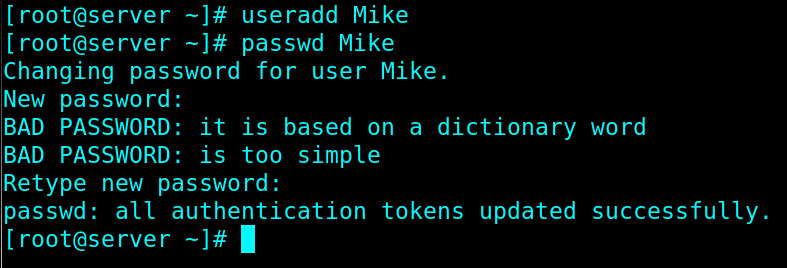 [root@server ~]# useradd Mike
[root@server ~]# passwd Mike
Changing password for user Mike.
New password:
BAD PASSWORD: it is based on a dictionary word
BAD PASSWORD: is too simple
Retype new password:
passwd: all authentication tokens updated successfully.
[root@server ~]#